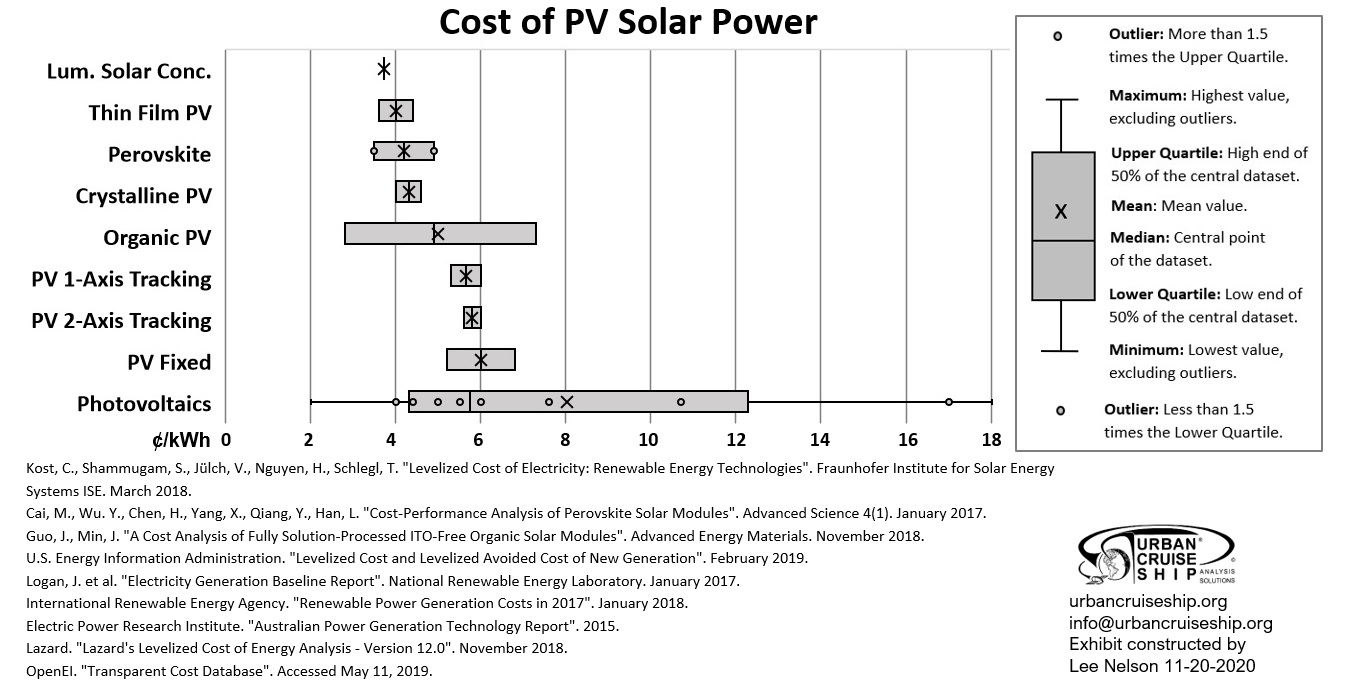 Cost of PV Solar Power
Lum. Solar Conc.
Thin Film PV
Perovskite
Crystalline PV
Organic PV
PV 1-Axis Tracking
PV 2-Axis Tracking
PV Fixed
Photovoltaics
¢/kWh 0 2 4 6 8 10 12 14 16 18
Outlier: More than 1.5
times the Upper Quartile.
Maximum: Highest value,
excluding outliers.
Upper Quartile: High end of
50% of the central dataset.
X
Mean: Mean value.
Median: Central point
of the dataset.
Lower Quartile: Low end of
50% of the central dataset.
Minimum: Lowest value,
excluding outliers.
Outlier: Less than 1.5
times the Lower Quartile.
Kost, C., Shammugam, S., Jülch, V., Nguyen, H., Schlegl, T. "Levelized Cost of Electricity: Renewable Energy Technologies". Fraunhofer Institute for Solar Energy
Systems ISE. March 2018.
Cai, M., Wu. Y., Chen, H., Yang, X., Qiang, Y., Han, L. "Cost-Performance Analysis of Perovskite Solar Modules". Advanced Science 4(1). January 2017.
Guo, J., Min, J. "A Cost Analysis of Fully Solution-Processed ITO-Free Organic Solar Modules". Advanced Energy Materials. November 2018.
U.S. Energy Information Administration. "Levelized Cost and Levelized Avoided Cost of New Generation". February 2019.
Logan, J. et al. "Electricity Generation Baseline Report". National Renewable Energy Laboratory. January 2017.
International Renewable Energy Agency. "Renewable Power Generation Costs in 2017". January 2018.
Electric Power Research Institute. "Australian Power Generation Technology Report". 2015.
Lazard. "Lazard's Levelized Cost of Energy Analysis - Version 12.0". November 2018.
OpenEI. "Transparent Cost Database". Accessed May 11, 2019.
URBAN
CRUISE
SHIP ANALYSIS
SOLUTIONS
urbancruiseship.org
info@urbancruiseship.org
Exhibit constructed by
Lee Nelson 11-20-2020